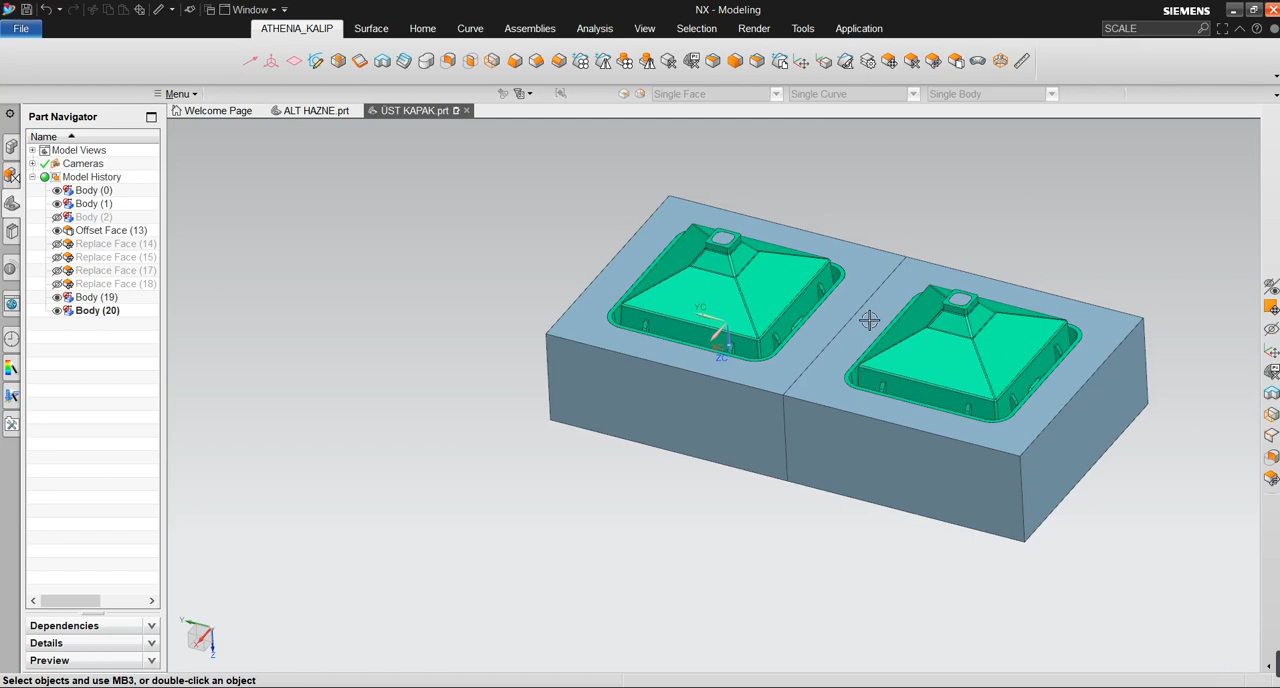 Window
NX - Modeling
SIEMENS
File
ATHENIA_KALIP
Surface
Home
Curve
Assemblies
Analysis
View
Selection
Render
Tools
Application
SCALE
Menu
Single Face
Single Curve
Single Body
Part Navigator
Welcome Page
ALT HAZNE.prt
ÜST KAPAK.prt
Name
Model Views
Cameras
Model History
Body (0)
Body (1)
Body (2)
Offset Face (13)
Replace Face (14)
Replace Face (15)
Replace Face (17)
Replace Face (18)
Body (19)
Body (20)
YC
ZC
Dependencies
Details
Preview
Y
X
Z
Select objects and use MB3, or double-click an object